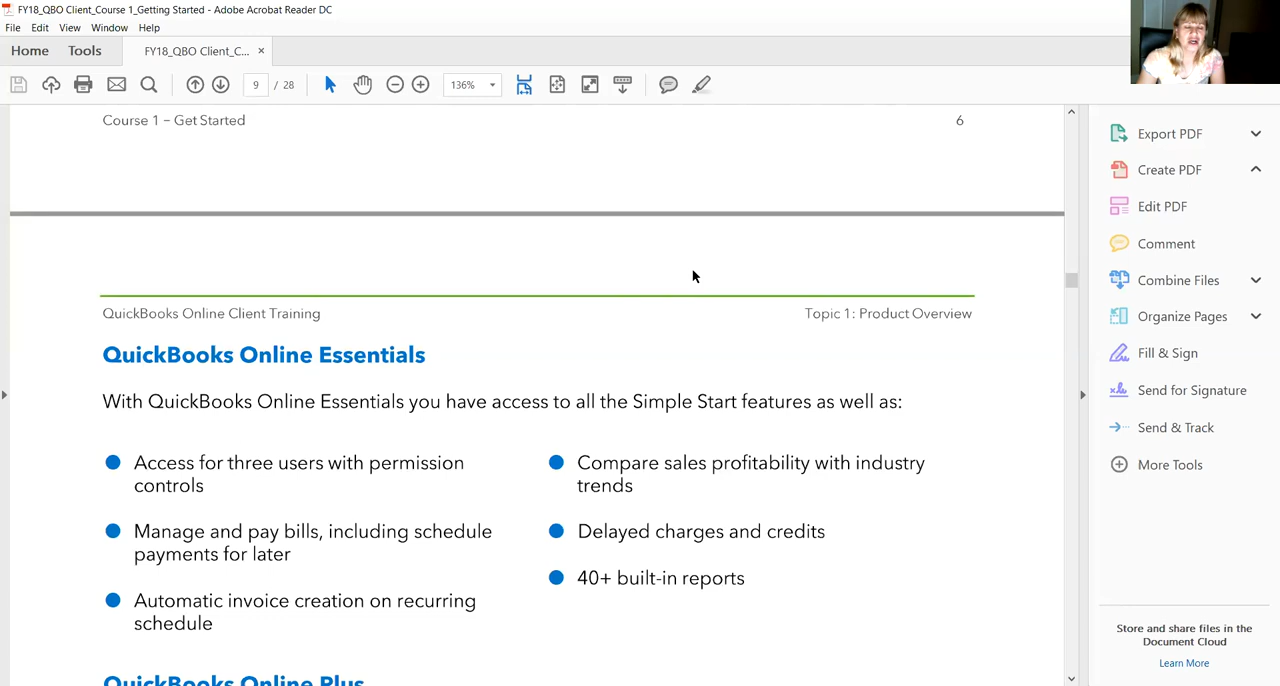 FY18_QBO Client_Course 1_Getting Started - Adobe Acrobat Reader DC
File Edit View Window Help
Home Tools FY18_QBO Client_C... ×
9 / 28 136%
Course 1 – Get Started 6
QuickBooks Online Client Training Topic 1: Product Overview
QuickBooks Online Essentials
With QuickBooks Online Essentials you have access to all the Simple Start features as well as:
Access for three users with permission
controls
Manage and pay bills, including schedule
payments for later
Automatic invoice creation on recurring
schedule
Compare sales profitability with industry
trends
Delayed charges and credits
40+ built-in reports
QuickBooks Online Plus
Export PDF
Create PDF
Edit PDF
Comment
Combine Files
Organize Pages
Fill & Sign
Send for Signature
Send & Track
More Tools
Store and share files in the
Document Cloud
Learn More